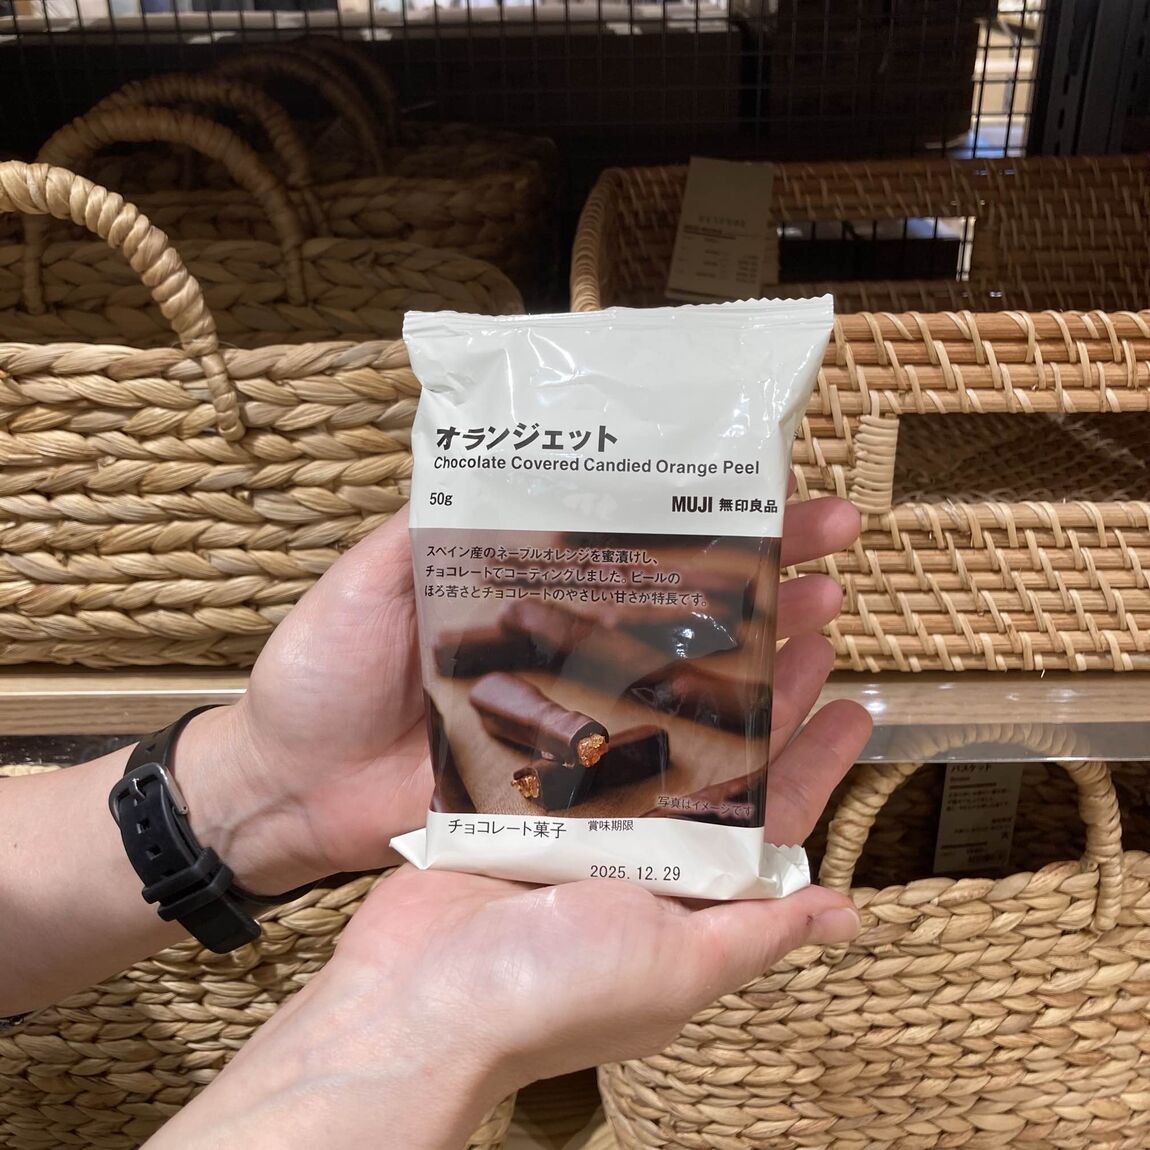 オランジェット
Chocolate Covered Candied Orange Peel
50g
MUJI 無印良品
スペイン産のネーブルオレンジを蜜漬けし、
チョコレートでコーティングしました。ピールの
ほろ苦さとチョコレートのやさしい甘さが特長です。
写真はイメージです
チョコレート菓子
賞味期限
2025.12.29
バスケット